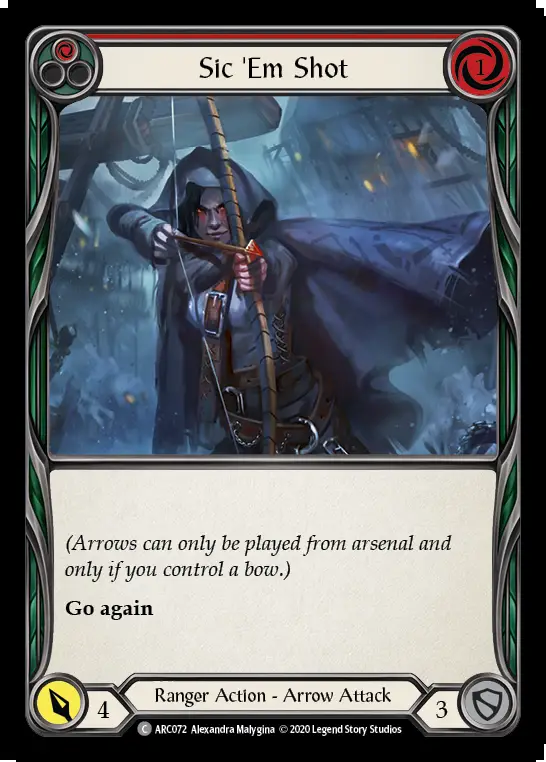 Sic 'Em Shot
1
(Arrows can only be played from arsenal and
only if you control a bow.)
Go again
4
Ranger Action - Arrow Attack
3
C ARC072 Alexandra Malygina © 2020 Legend Story Studios